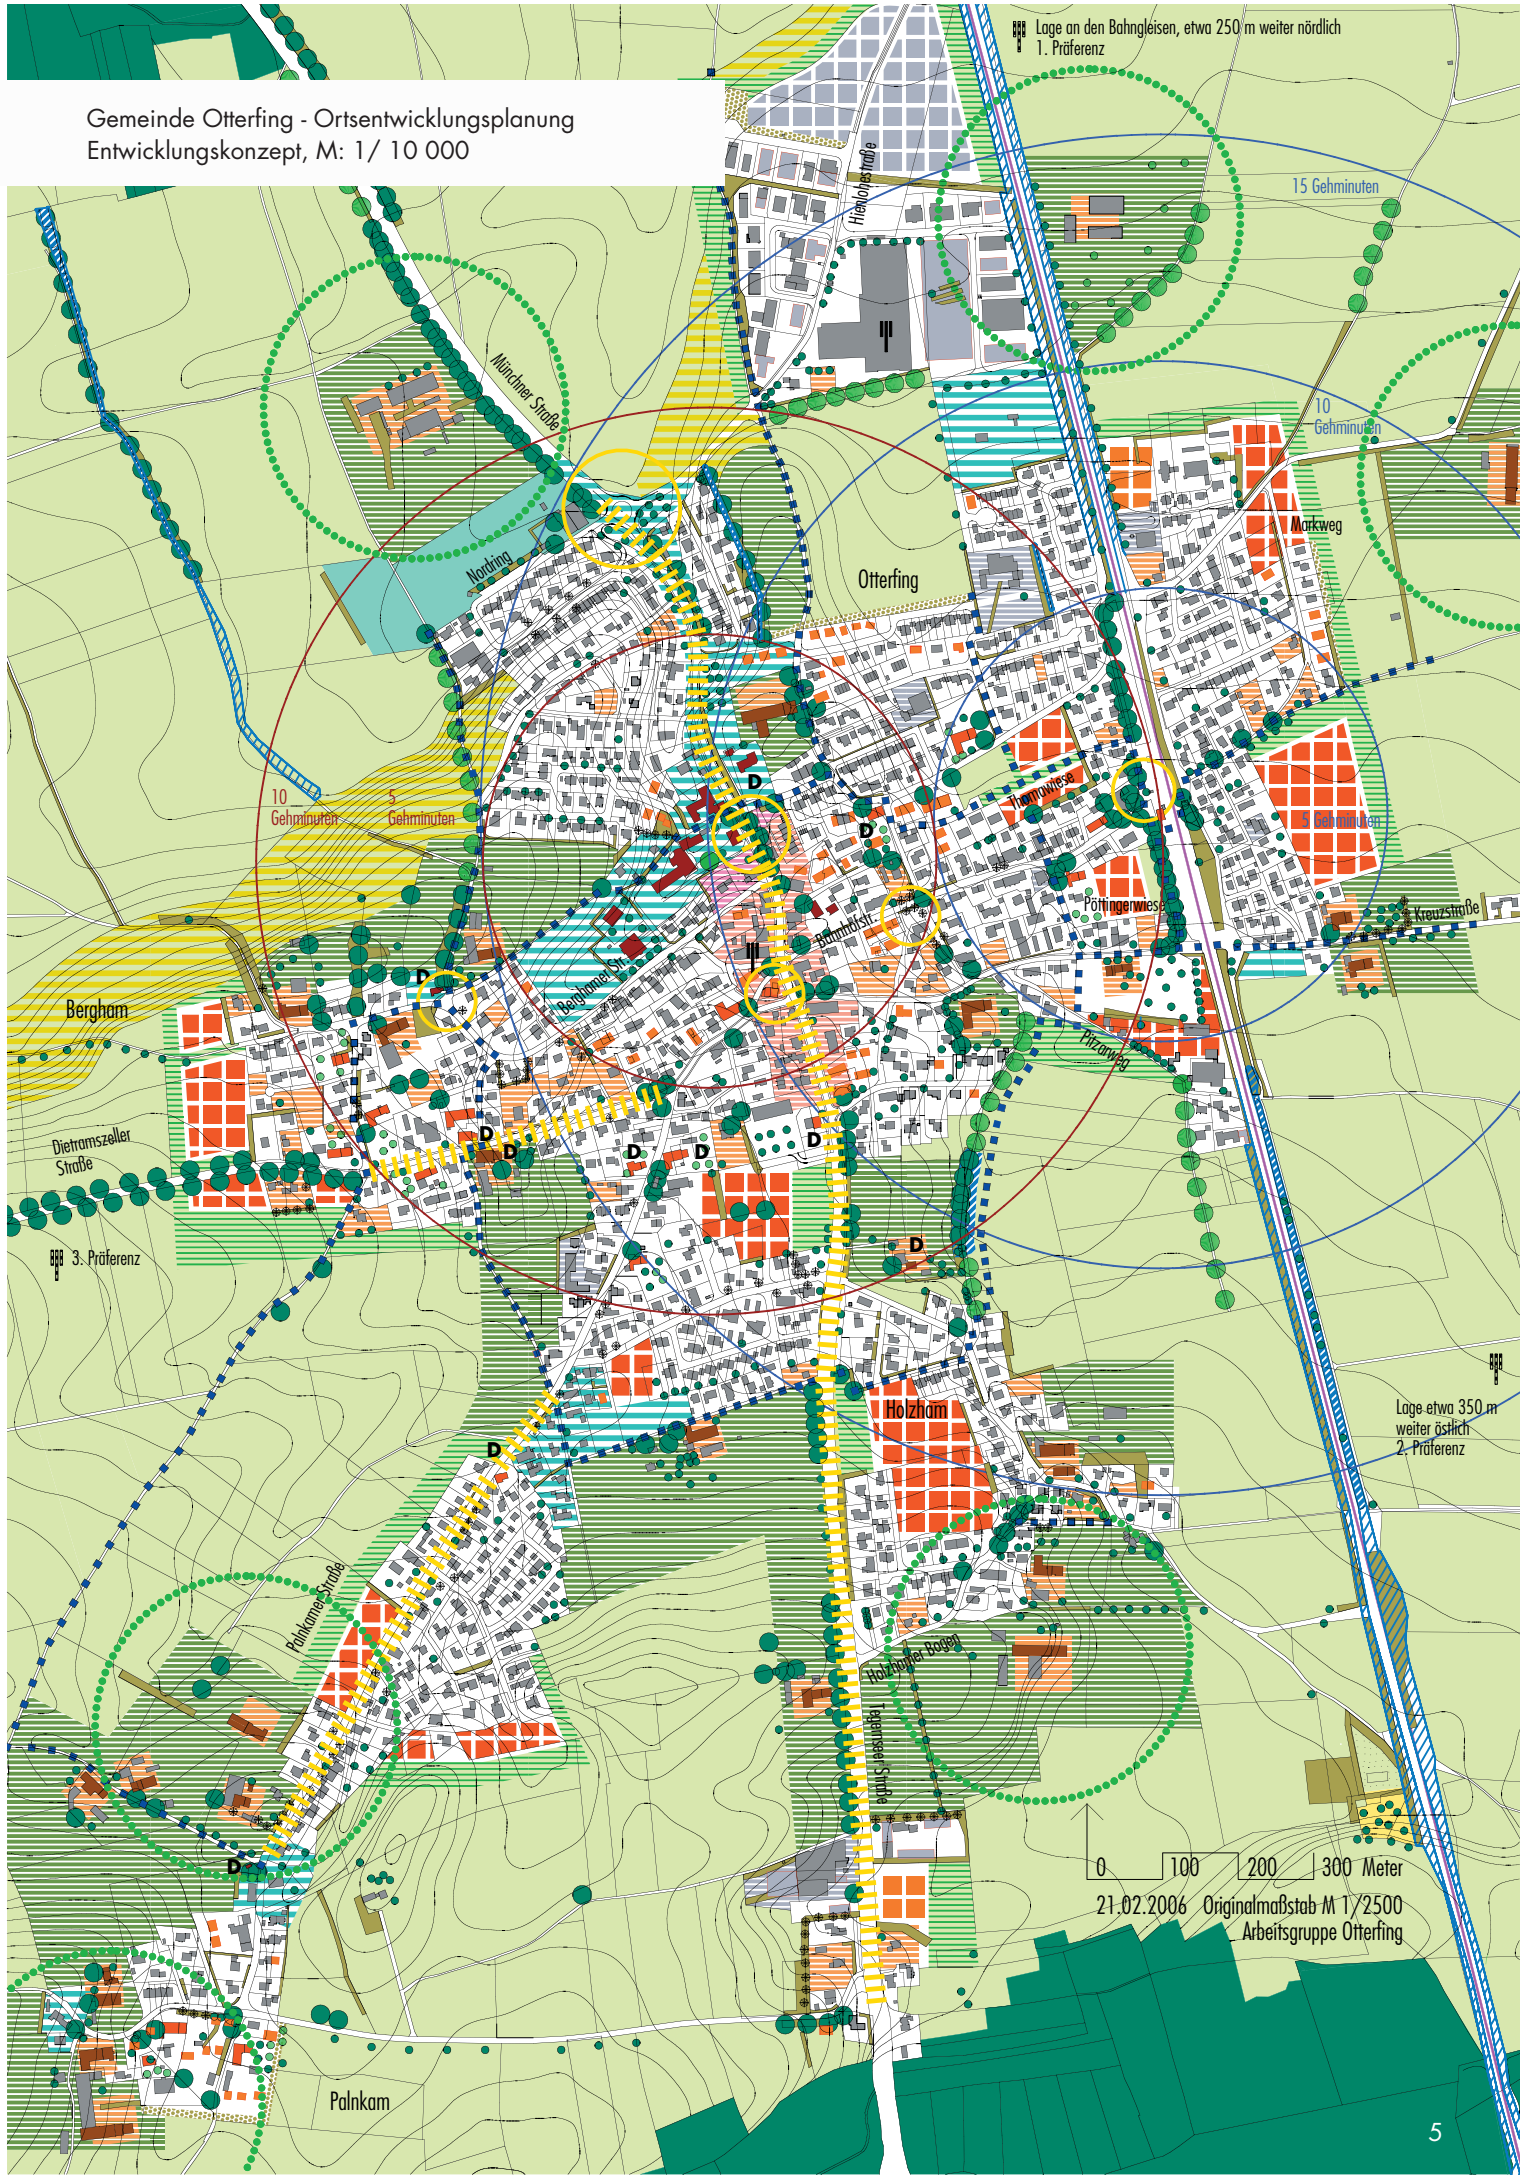 Lage an den Bahngleisen, etwa 250 m weiter nördlich
1. Präferenz
Gemeinde Otterfing - Ortsentwicklungsplanung
Entwicklungskonzept, M: 1/ 10 000
Hienlohestraße
15 Gehminuten
Münchner Straße
10
Gehminuten
Markweg
Nordring
Otterfing
10
Gehminuten
5
Gehminuten
Thomawiese
5 Gehminuten
D
D
Pöttingerwiese
Kreuzstraße
Bahnhofstr.
Berghamer Str.
D
Bergham
Pfarrweg
Dietramszeller
Straße
D
D
D
D
D
D
3. Präferenz
Lage etwa 350 m
weiter östlich
2. Präferenz
Holzham
D
Palnkamer Straße
Holzhamer Bogen
Tegernseer Straße
D
0 100 200 300 Meter
21.02.2006 Originalmaßstab M 1/2500
Arbeitsgruppe Otterfing
Palnkam
5